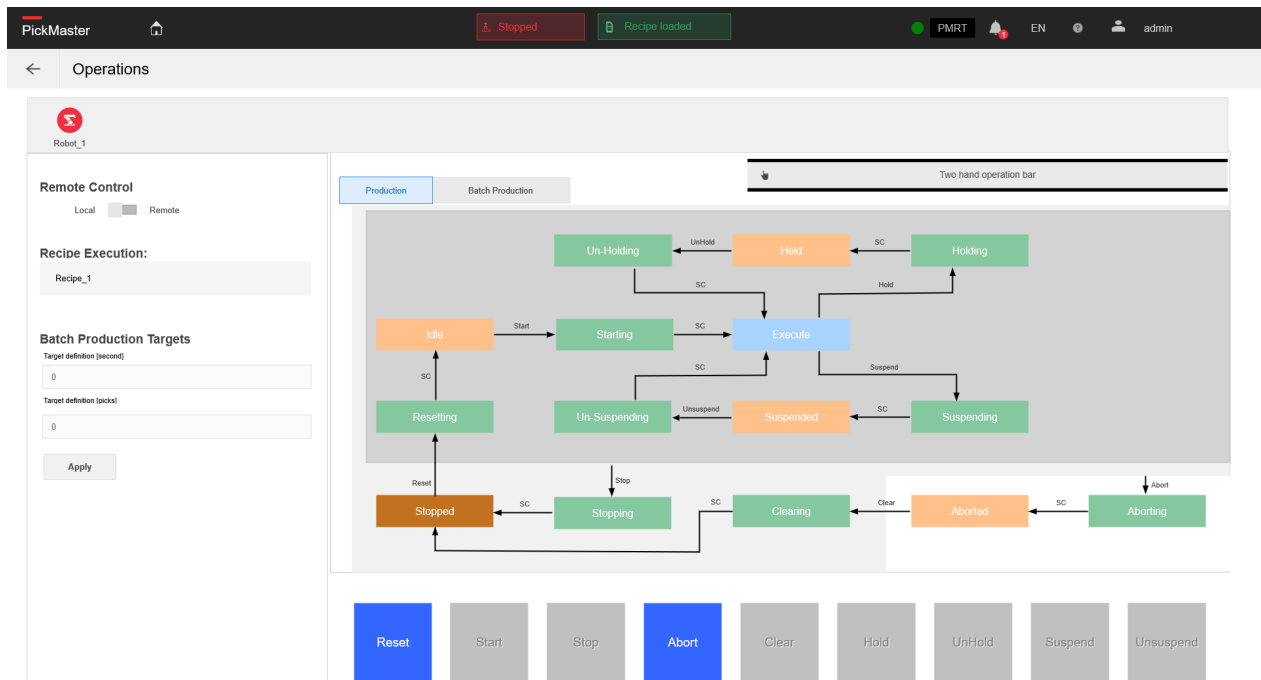 PickMaster
Stopped
Recipe loaded
PMRT
1
EN
?
admin
Operations
Robot_1
Remote Control
Local
Remote
Recipe Execution:
Recipe_1
Batch Production Targets
Target definition [second]
0
Target definition [picks]
0
Apply
Production
Batch Production
Two hand operation bar
Un-Holding
UnHold
Held
SC
Holding
SC
Hold
Idle
Start
Starting
SC
Execute
SC
SC
Suspend
Resetting
Un-Suspending
Unsuspend
Suspended
SC
Suspending
Reset
Stop
Abort
Stopped
SC
Stopping
SC
Clearing
Clear
Aborted
SC
Aborting
Reset
Start
Stop
Abort
Clear
Hold
UnHold
Suspend
Unsuspend